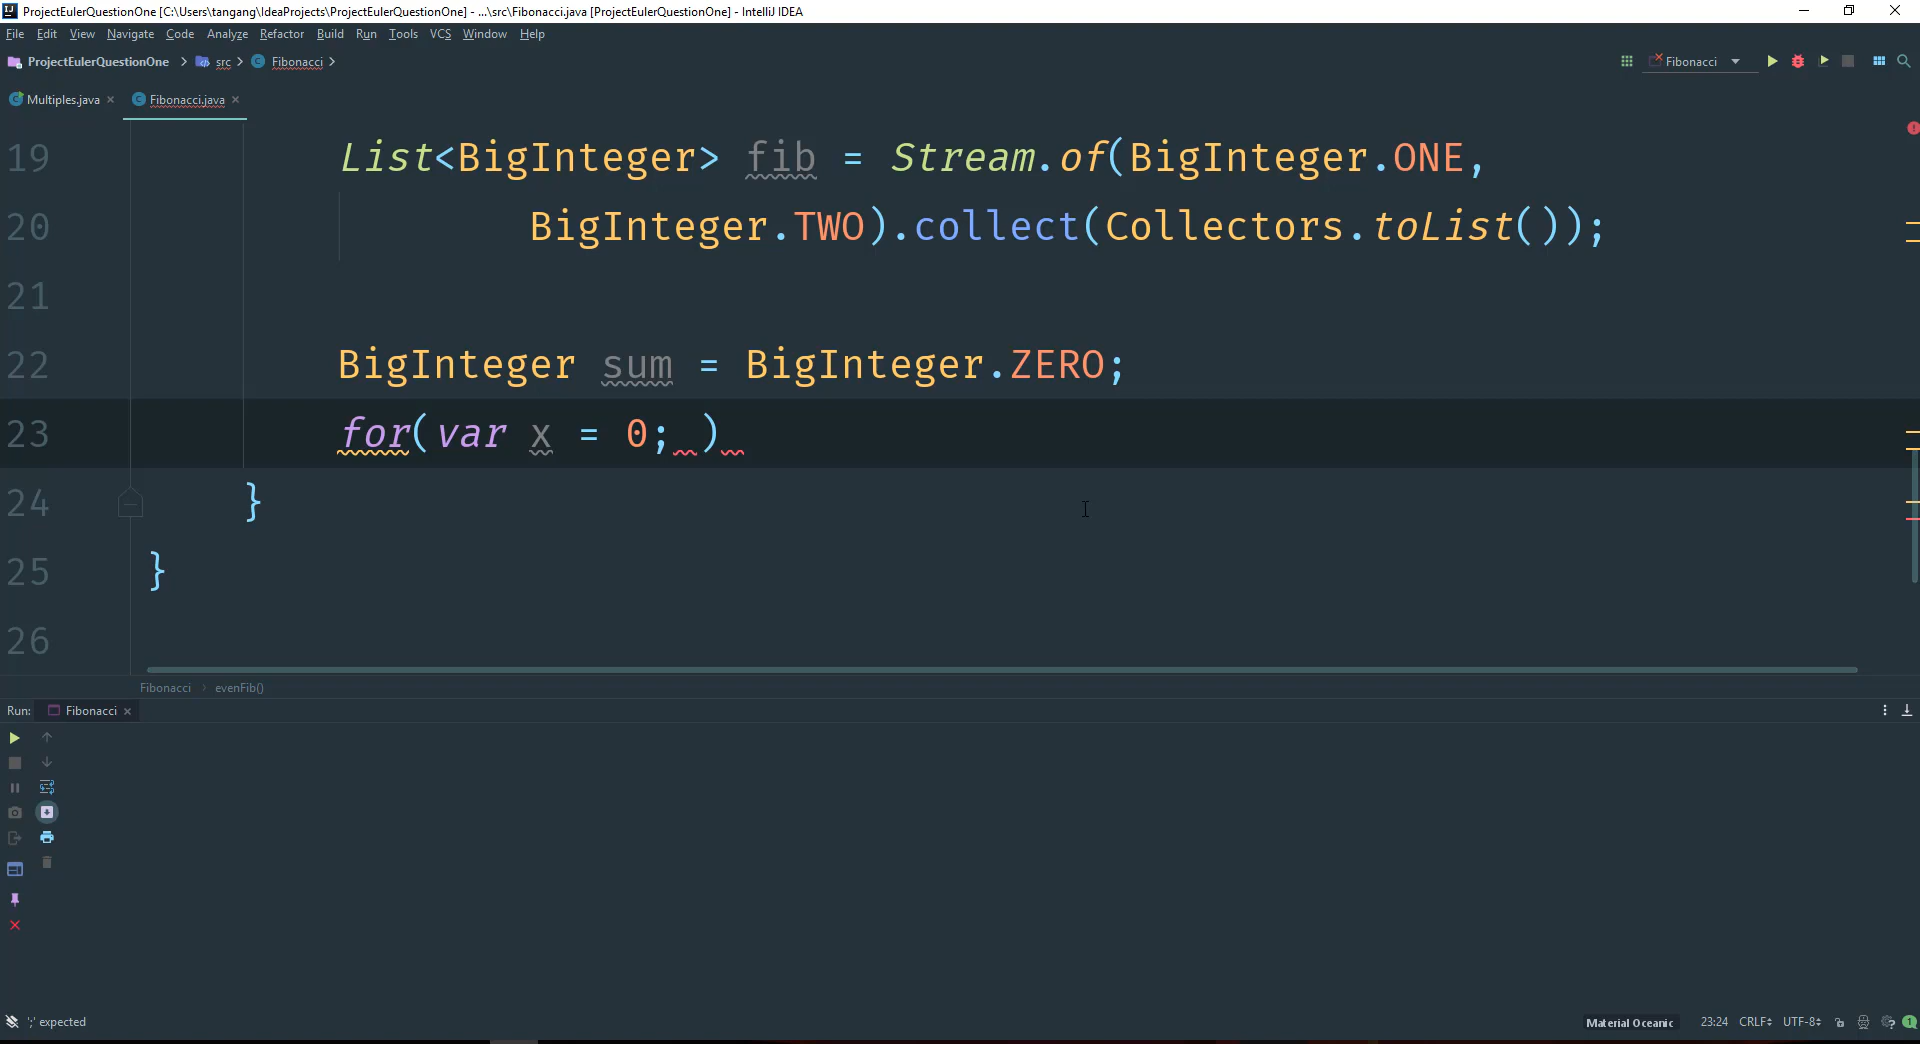 ProjectEulerQuestionOne [C:\Users\tangang\IdeaProjects\ProjectEulerQuestionOne] - ...\src\Fibonacci.java [ProjectEulerQuestionOne] - IntelliJ IDEA
File Edit View Navigate Code Analyze Refactor Build Run Tools VCS Window Help
ProjectEulerQuestionOne src Fibonacci Fibonacci
Multiples.java Fibonacci.java
19 List<BigInteger> fib = Stream.of(BigInteger.ONE,
20 BigInteger.TWO).collect(Collectors.toList());
21
22 BigInteger sum = BigInteger.ZERO;
23 for(var x = 0; )
24 }
25 }
26
Fibonacci evenFib()
Run: Fibonacci
';' expected Material Oceanic 23:24 CRLF UTF-8 1